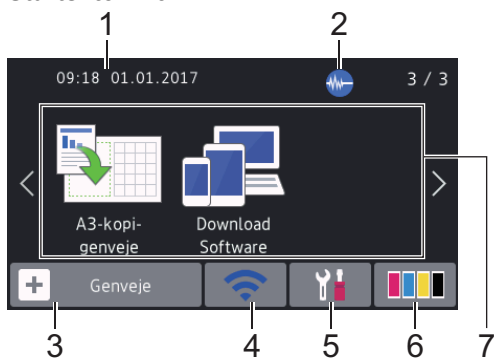 1 2
09:18 01.01.2017 3 / 3
A3-kopi-
genveje
Download
Software
Genveje
3 4 5 6 7